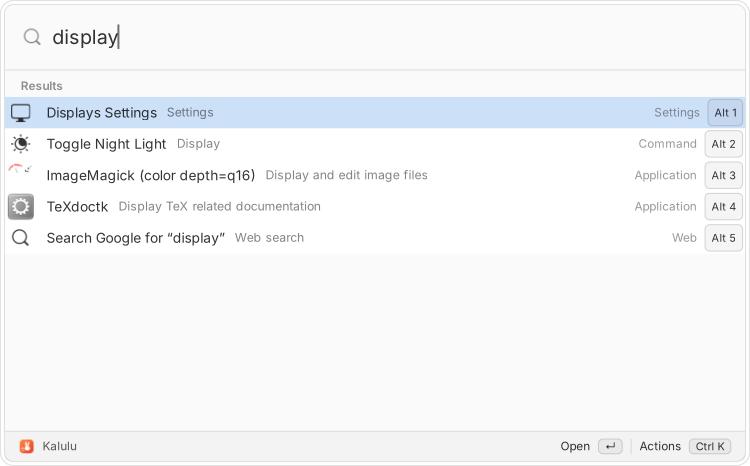 display
Results
Displays Settings Settings Settings Alt 1
Toggle Night Light Display Command Alt 2
ImageMagick (color depth=q16) Display and edit image files Application Alt 3
TeXdoctk Display TeX related documentation Application Alt 4
Search Google for “display” Web search Web Alt 5
Kalulu Open ↵ Actions Ctrl K